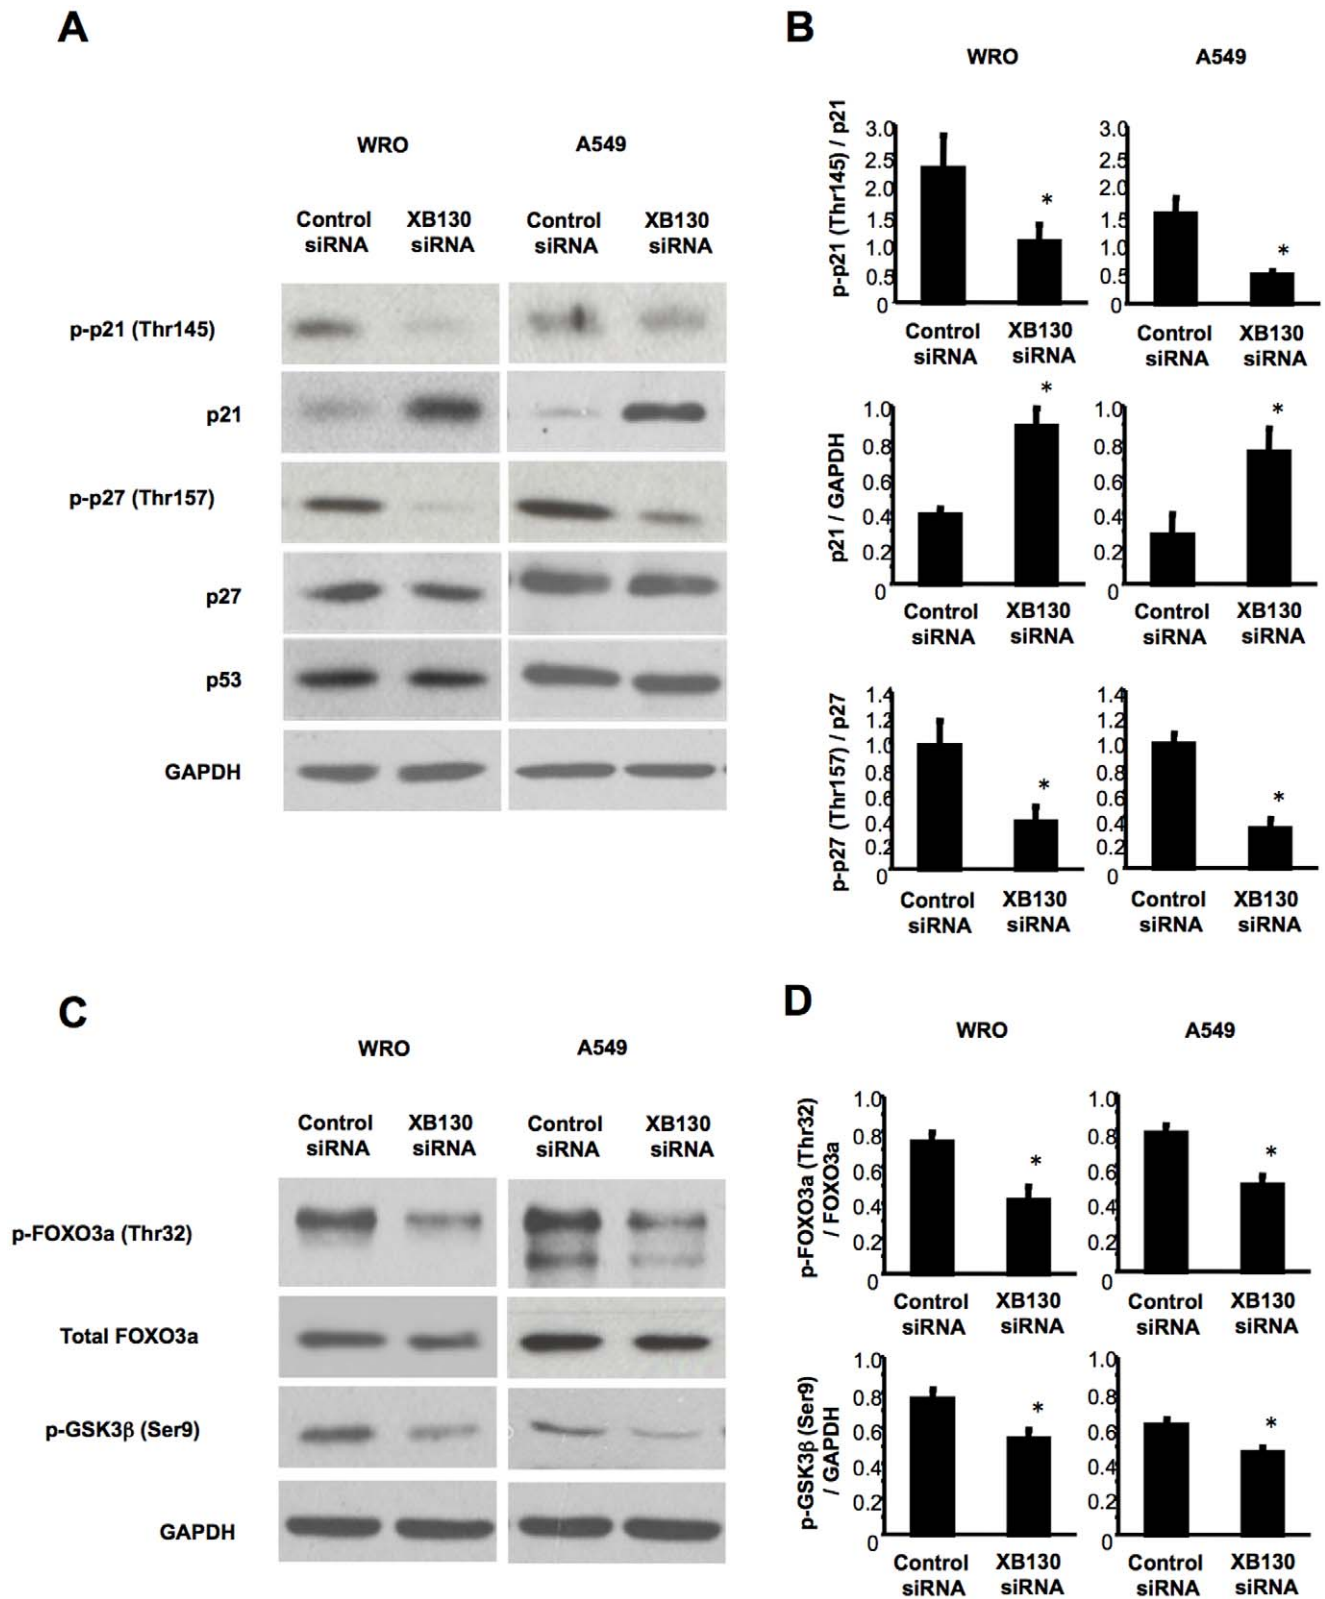 A
WRO A549
Control XB130 Control XB130
siRNA siRNA siRNA siRNA
p-p21 (Thr145)
p21
p-p27 (Thr157)
p27
p53
GAPDH
B
WRO A549
p-p21 (Thr145) / p21
3.0
2.5
2.0
1.5
1.0
0.5
0
*
Control XB130
siRNA siRNA
3.0
2.5
2.0
1.5
1.0
0.5
0
*
Control XB130
siRNA siRNA
p21 / GAPDH
1.0
0.8
0.6
0.4
0.2
0
*
Control XB130
siRNA siRNA
1.0
0.8
0.6
0.4
0.2
0
*
Control XB130
siRNA siRNA
p-p27 (Thr157) / p27
1.4
1.2
1.0
0.8
0.6
0.4
0.2
0
*
Control XB130
siRNA siRNA
1.4
1.2
1.0
0.8
0.6
0.4
0.2
0
*
Control XB130
siRNA siRNA
C
WRO A549
Control XB130 Control XB130
siRNA siRNA siRNA siRNA
p-FOXO3a (Thr32)
Total FOXO3a
p-GSK3β (Ser9)
GAPDH
D
WRO A549
p-FOXO3a (Thr32)
/ FOXO3a
1.0
0.8
0.6
0.4
0.2
0
*
Control XB130
siRNA siRNA
1.0
0.8
0.6
0.4
0.2
0
*
Control XB130
siRNA siRNA
p-GSK3β (Ser9)
/ GAPDH
1.0
0.8
0.6
0.4
0.2
0
*
Control XB130
siRNA siRNA
1.0
0.8
0.6
0.4
0.2
0
*
Control XB130
siRNA siRNA